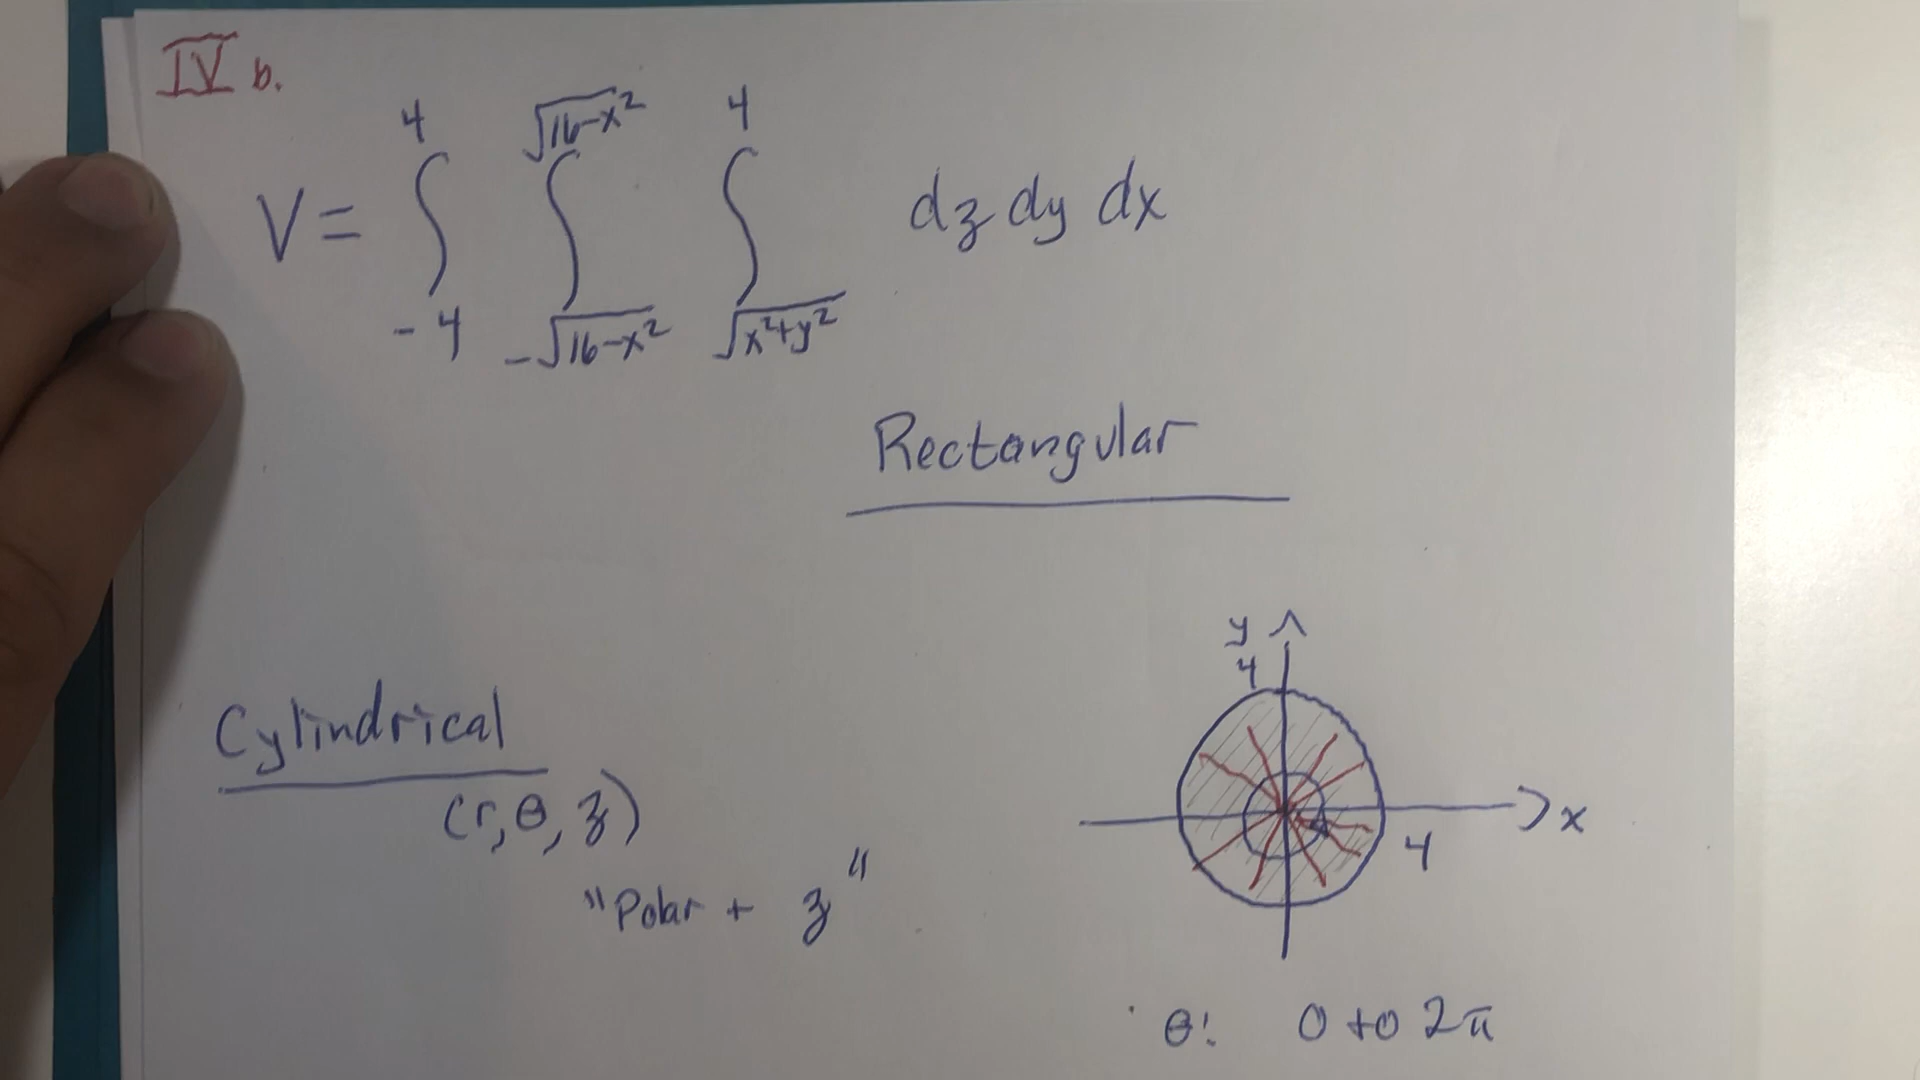 IV b.
V = ∫_{-4}^{4} ∫_{-√(16-x²)}^{√(16-x²)} ∫_{√(x²+y²)}^{4} dz dy dx
Rectangular
Cylindrical
(r, θ, z)
"Polar + z"
y
4
x
4
θ: 0 to 2π